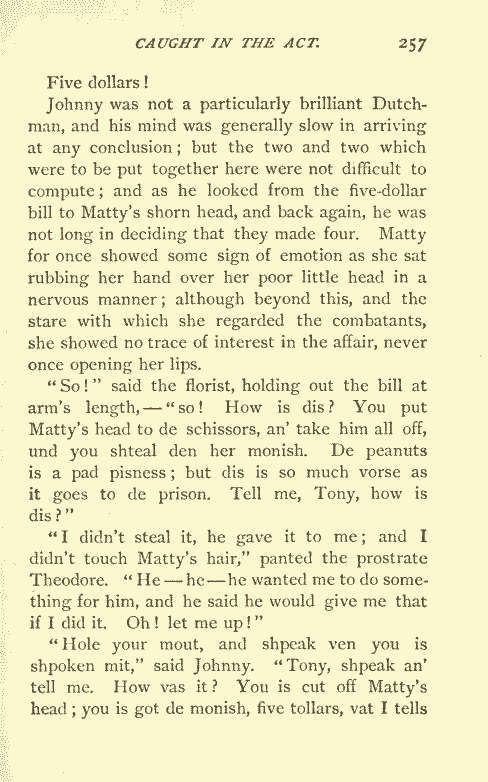 CAUGHT IN THE ACT. 257
Five dollars!
Johnny was not a particularly brilliant Dutch-
man, and his mind was generally slow in arriving
at any conclusion; but the two and two which
were to be put together here were not difficult to
compute; and as he looked from the five-dollar
bill to Matty's shorn head, and back again, he was
not long in deciding that they made four. Matty
for once showed some sign of emotion as she sat
rubbing her hand over her poor little head in a
nervous manner; although beyond this, and the
stare with which she regarded the combatants,
she showed no trace of interest in the affair, never
once opening her lips.
"So!" said the florist, holding out the bill at
arm's length,—"so! How is dis? You put
Matty's head to de schissors, an' take him all off,
und you shteal den her monish. De peanuts
is a pad pisness; but dis is so much vorse as
it goes to de prison. Tell me, Tony, how is
dis?"
"I didn't steal it, he gave it to me; and I
didn't touch Matty's hair," panted the prostrate
Theodore. "He—he—he wanted me to do some-
thing for him, and he said he would give me that
if I did it. Oh! let me up!"
"Hole your mout, and shpeak ven you is
shpoken mit," said Johnny. "Tony, shpeak an'
tell me. How vas it? You is cut off Matty's
head; you is got de monish, five tollars, vat I tells